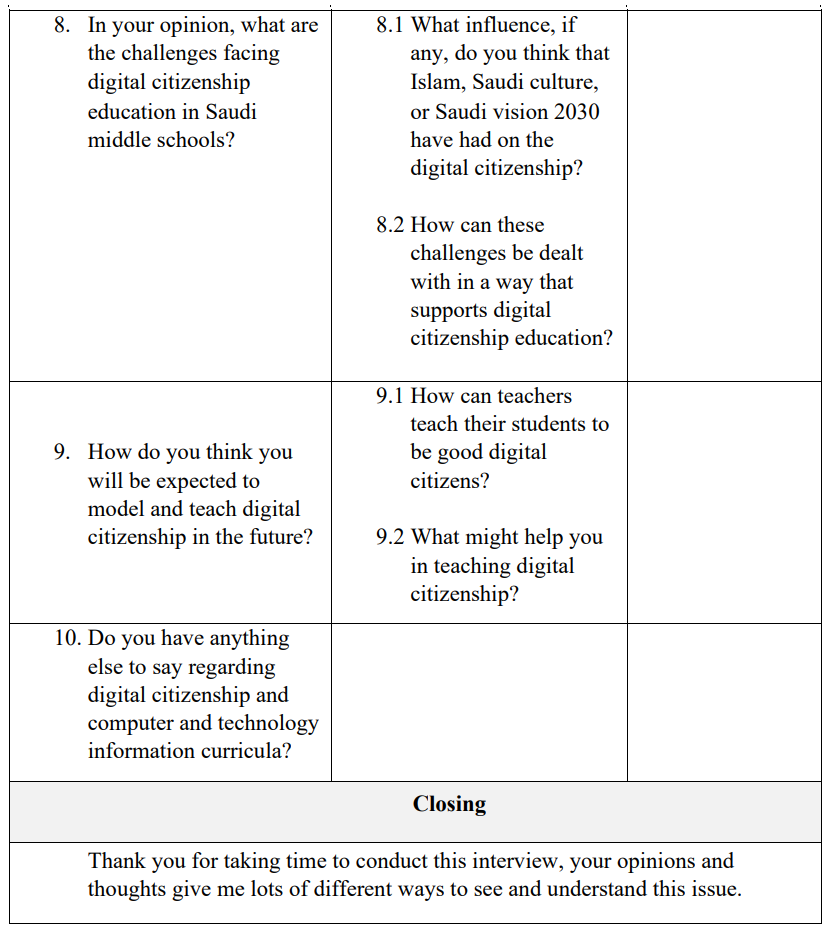 8. In your opinion, what are
the challenges facing
digital citizenship
education in Saudi
middle schools?
8.1 What influence, if
any, do you think that
Islam, Saudi culture,
or Saudi vision 2030
have had on the
digital citizenship?
8.2 How can these
challenges be dealt
with in a way that
supports digital
citizenship education?
9. How do you think you
will be expected to
model and teach digital
citizenship in the future?
9.1 How can teachers
teach their students to
be good digital
citizens?
9.2 What might help you
in teaching digital
citizenship?
10. Do you have anything
else to say regarding
digital citizenship and
computer and technology
information curricula?
Closing
Thank you for taking time to conduct this interview, your opinions and
thoughts give me lots of different ways to see and understand this issue.